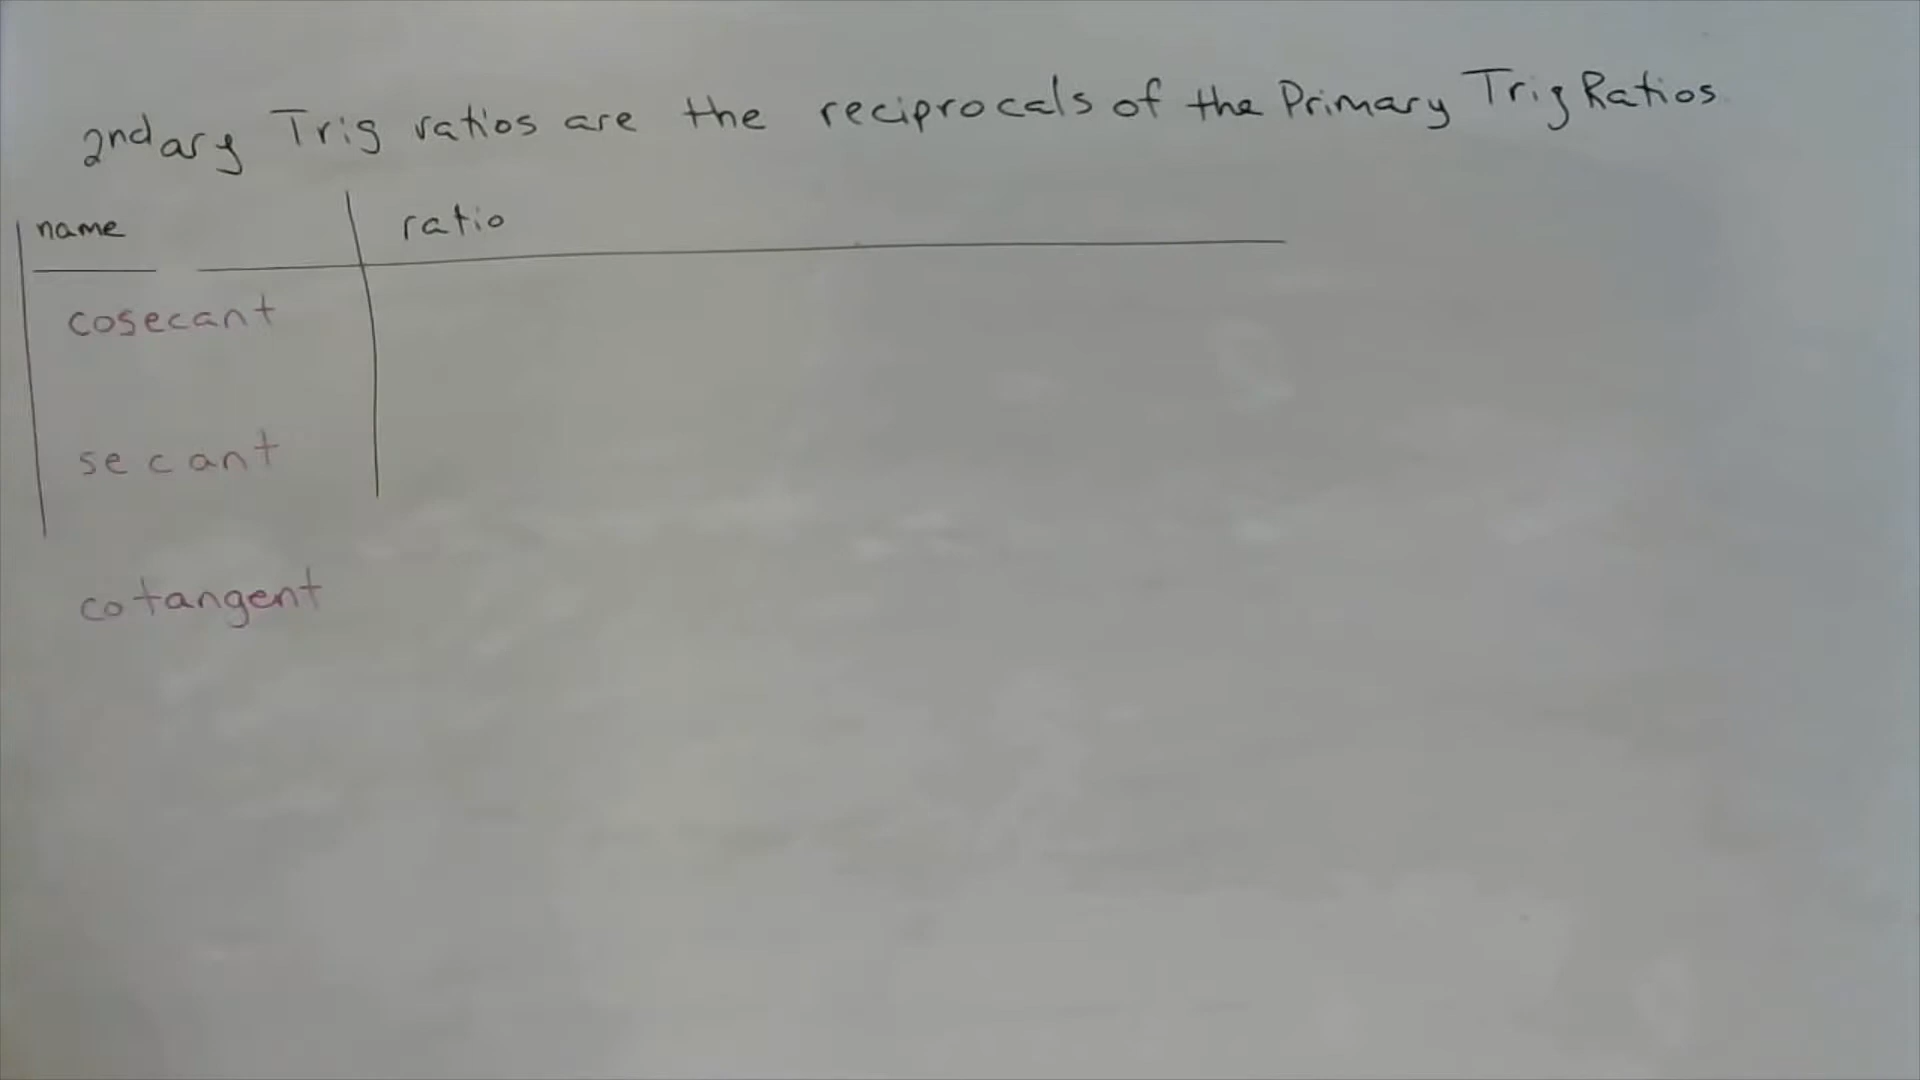 2ndary Trig ratios are the reciprocals of the Primary Trig Ratios
name ratio
cosecant
secant
cotangent